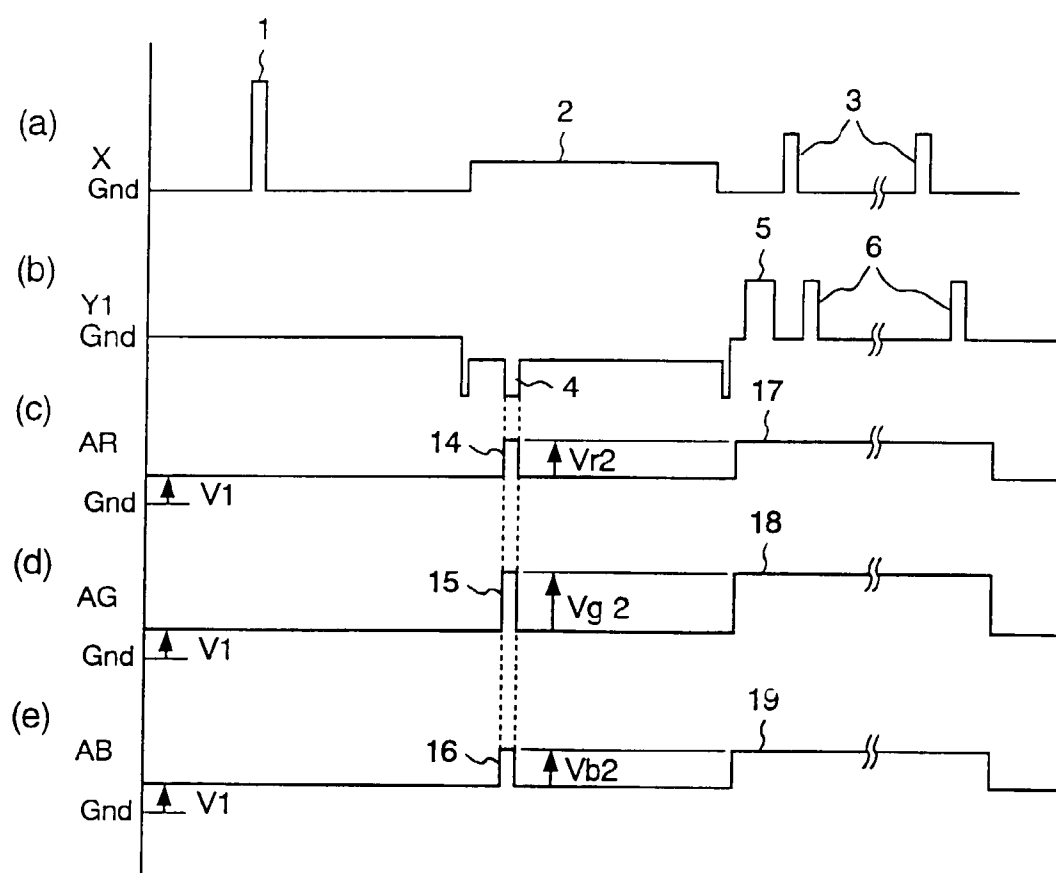 1
(a)
X
Gnd
2
3
(b)
Y1
Gnd
5
6
4
(c)
AR
Gnd
V1
14
Vr2
17
(d)
AG
Gnd
V1
15
Vg 2
18
(e)
AB
Gnd
V1
16
Vb2
19